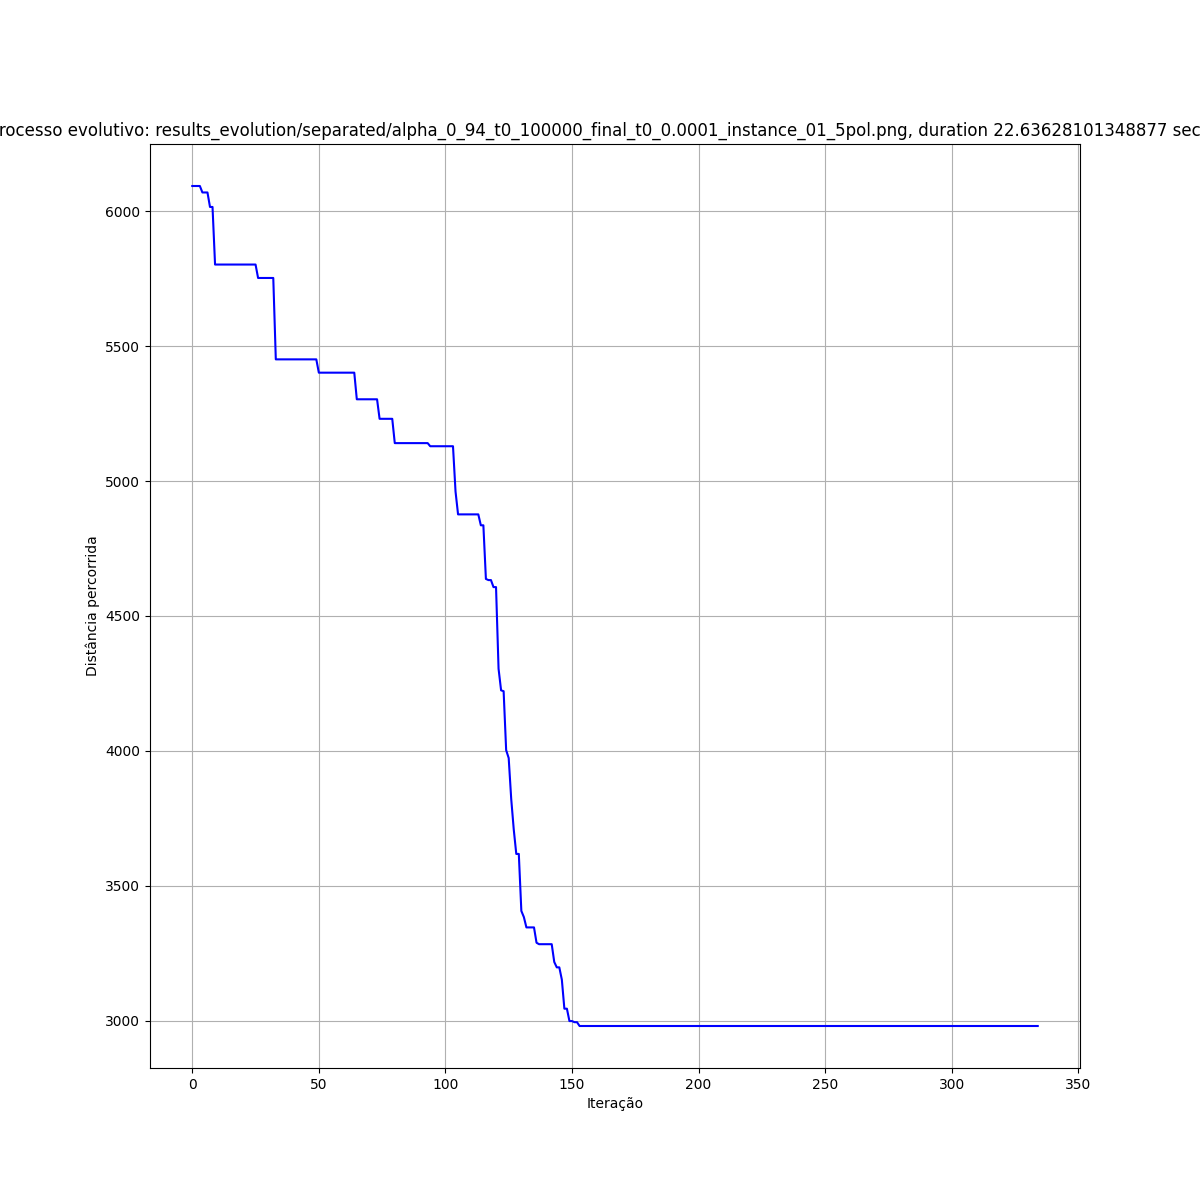 rocesso evolutivo: results_evolution/separated/alpha_0_94_t0_100000_final_t0_0.0001_instance_01_5pol.png, duration 22.63628101348877 sec
6000
5500
5000
4500
4000
3500
3000
Distância percorrida
0 50 100 150 200 250 300 350
Iteração